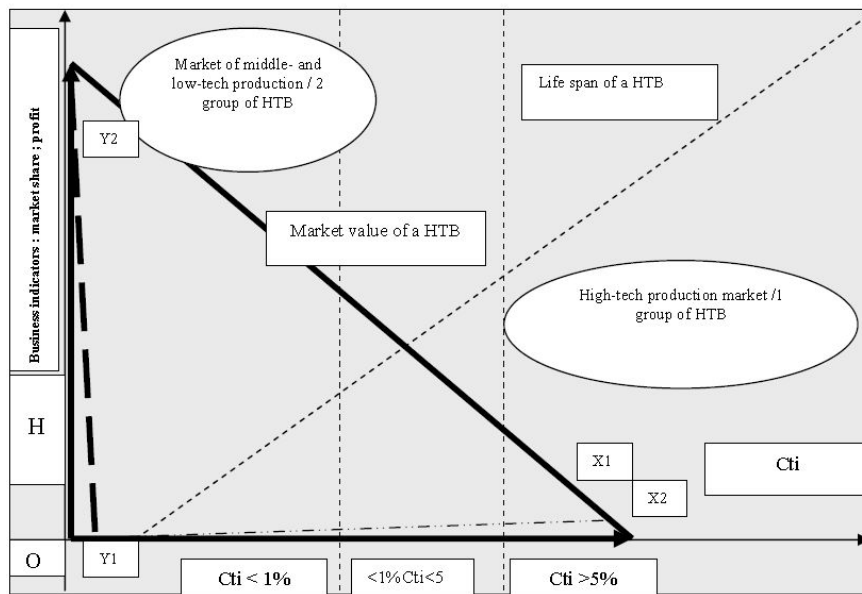 Market of middle- and
low-tech production / 2
group of HTB
Life span of a HTB
Y2
Business indicators : market share ; profit
Market value of a HTB
High-tech production market /1
group of HTB
H
X1
Cti
X2
O
Y1
Cti < 1%
<1%Cti<5
Cti >5%